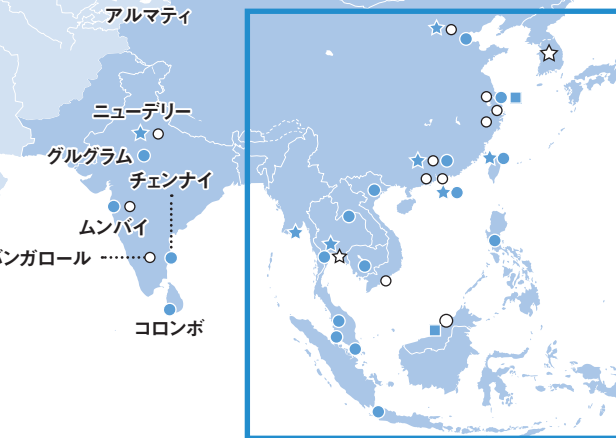 アルマティ
ニューデリー
グルグラム
チェンナイ
ムンバイ
バンガロール
コロンボ